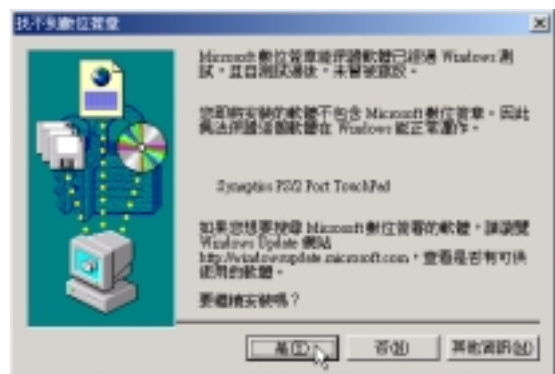 找不到數位簽章
Microsoft 數位簽章能保證軟體已經過 Windows 測
試,並且測試過後,未曾被竄改。
您即將安裝的軟體不包含 Microsoft 數位簽章。因此
無法保證這個軟體在 Windows 能正常運作。
Synaptics PS/2 Port TouchPad
如果您想要搜尋 Microsoft 數位簽署的軟體,請瀏覽
Windows Update 網站
http://windowsupdate.microsoft.com,查看是否有可供
使用的軟體。
要繼續安裝嗎?
是(Y) 否(N) 其他資訊(M)